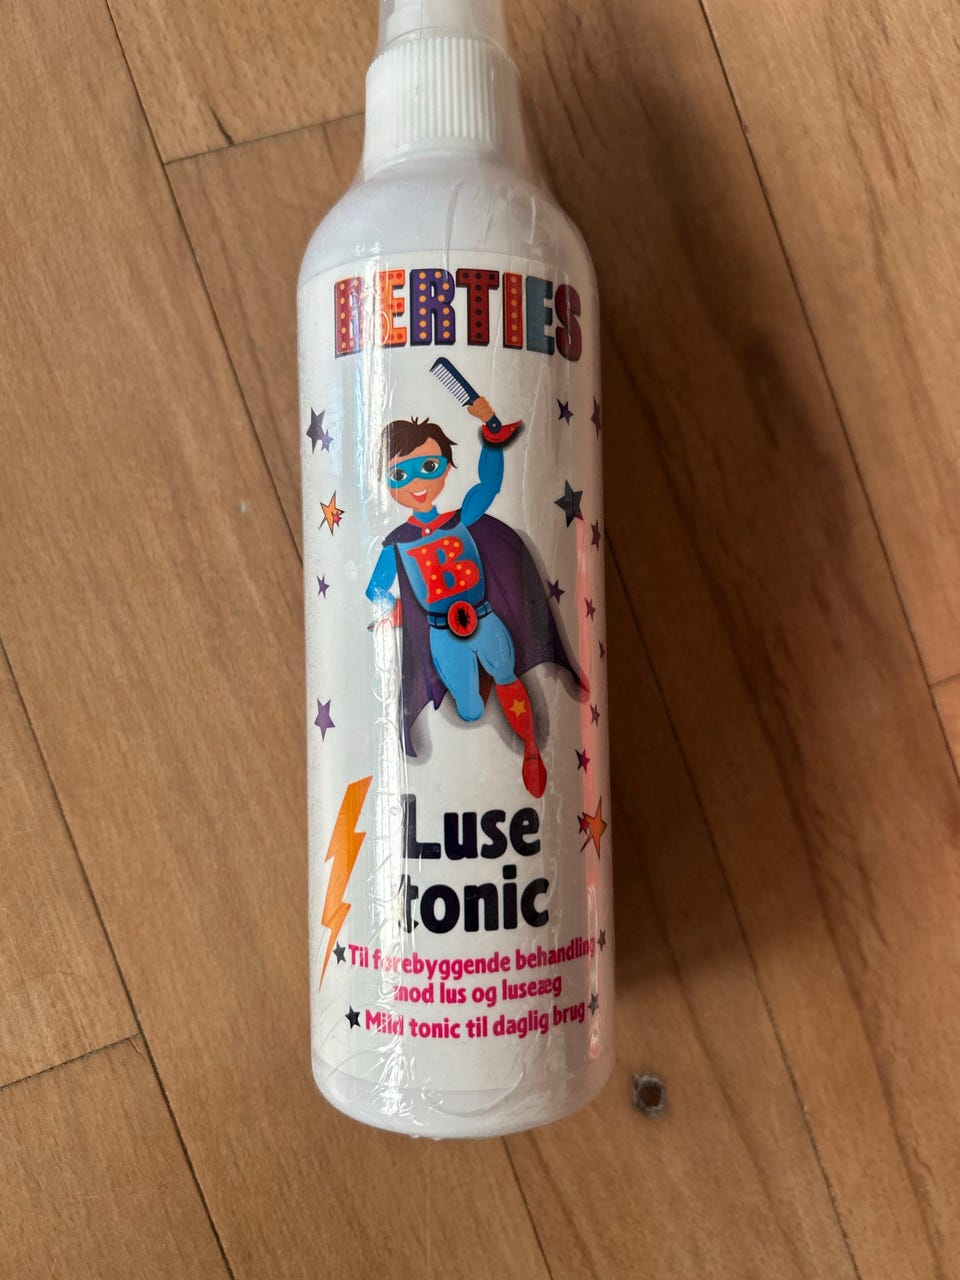 BERTIES
B
Luse
tonic
Til forebyggende behandling
mod lus og luseæg
Mild tonic til daglig brug